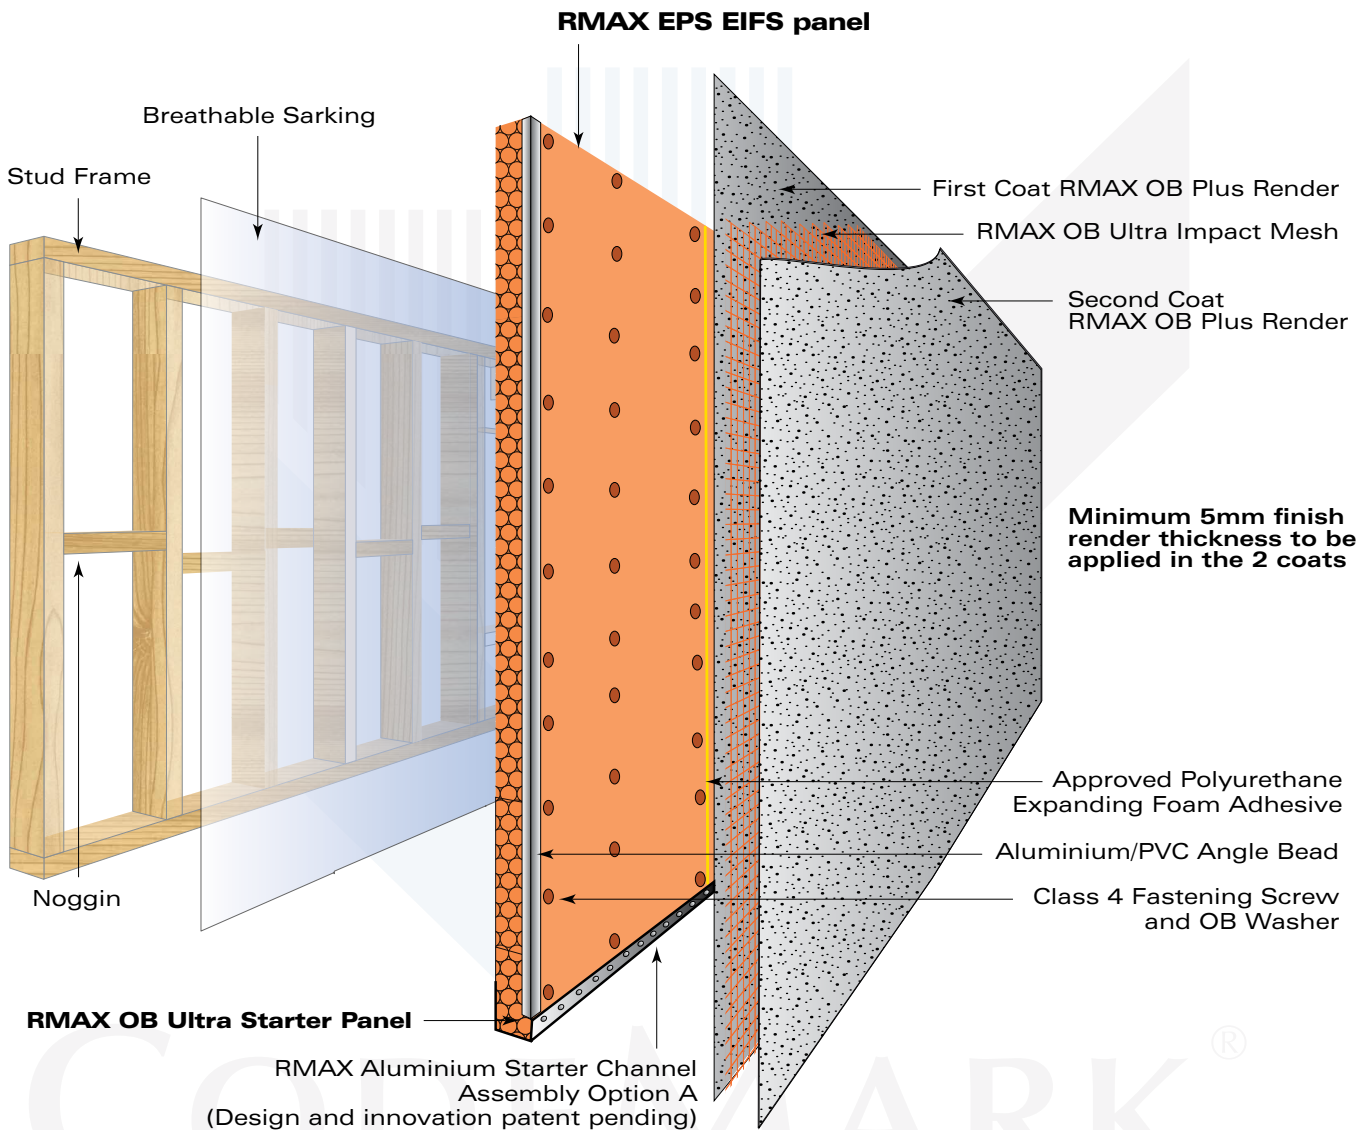 RMAX EPS EIFS panel
Breathable Sarking
Stud Frame
First Coat RMAX OB Plus Render
RMAX OB Ultra Impact Mesh
Second Coat
RMAX OB Plus Render
Minimum 5mm finish
render thickness to be
applied in the 2 coats
Approved Polyurethane
Expanding Foam Adhesive
Aluminium/PVC Angle Bead
Class 4 Fastening Screw
and OB Washer
Noggin
RMAX OB Ultra Starter Panel
RMAX Aluminium Starter Channel
Assembly Option A
(Design and innovation patent pending)
CODEMARK®